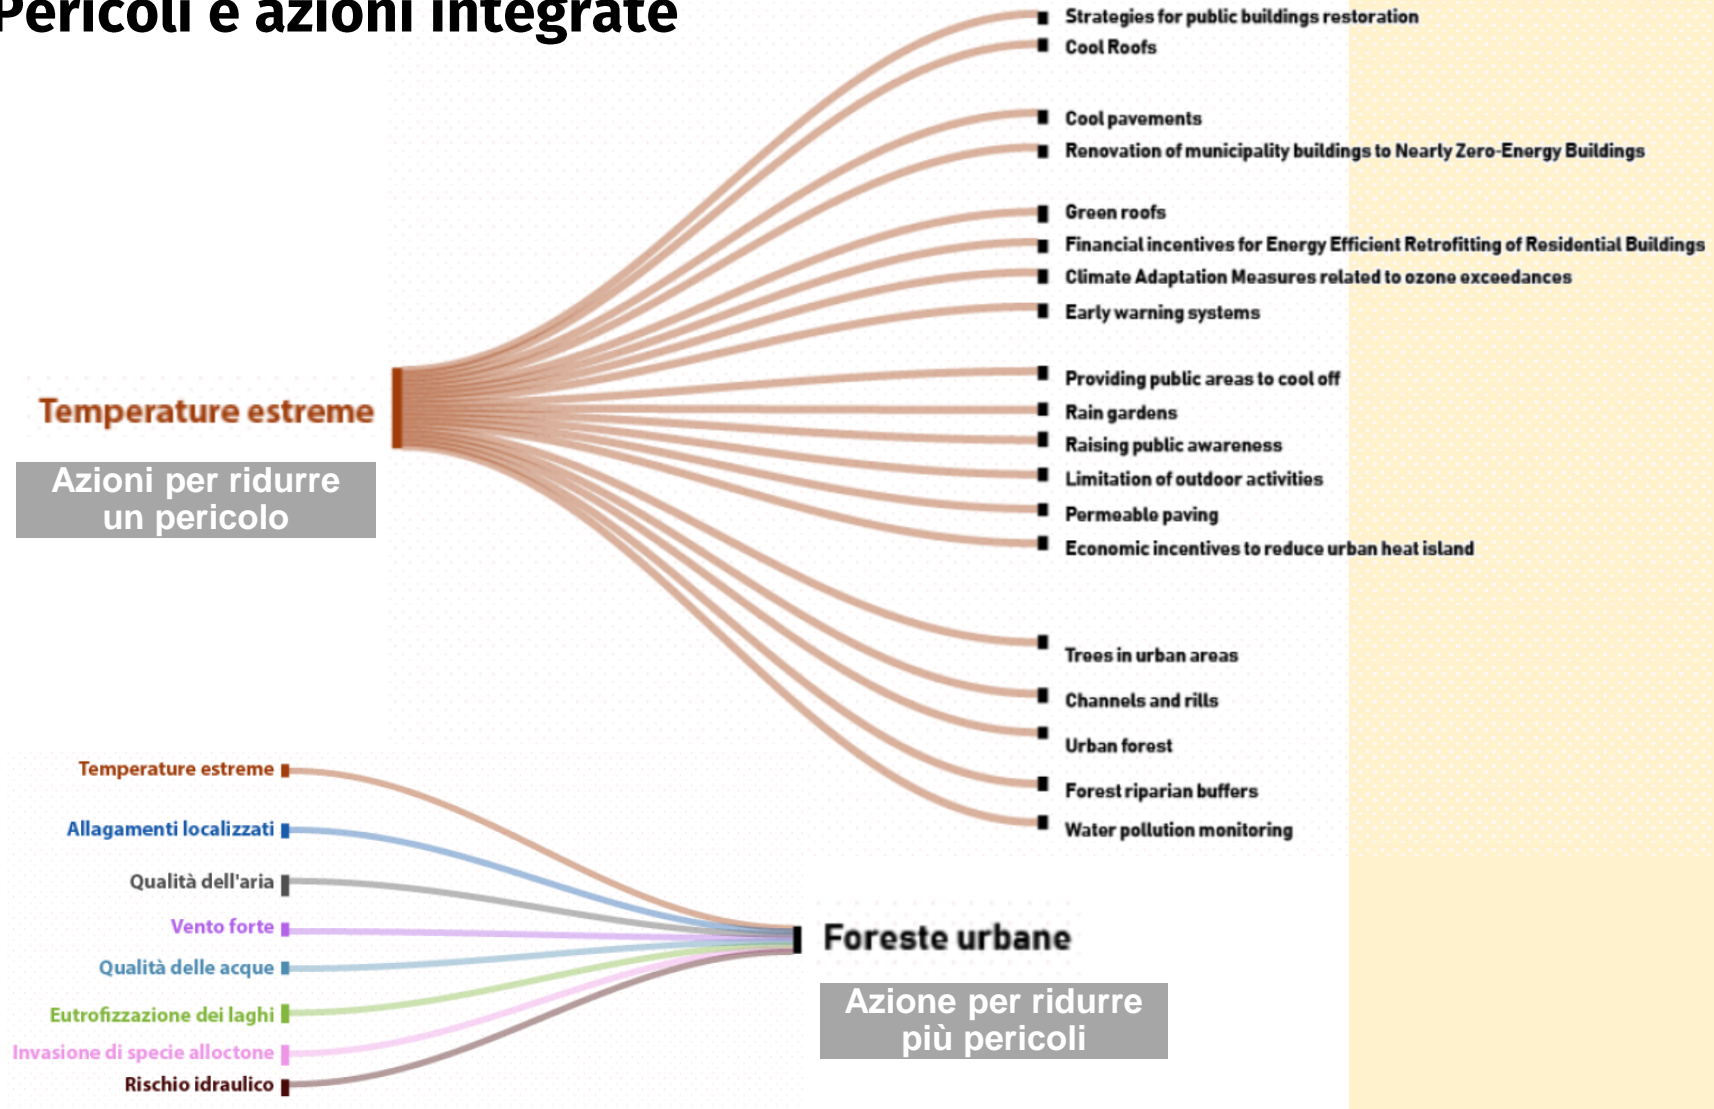 Pericoli e azioni integrate
Strategies for public buildings restoration
Cool Roofs
Cool pavements
Renovation of municipality buildings to Nearly Zero-Energy Buildings
Green roofs
Financial incentives for Energy Efficient Retrofitting of Residential Buildings
Climate Adaptation Measures related to ozone exceedances
Early warning systems
Providing public areas to cool off
Rain gardens
Raising public awareness
Limitation of outdoor activities
Permeable paving
Economic incentives to reduce urban heat island
Trees in urban areas
Channels and rills
Urban forest
Forest riparian buffers
Water pollution monitoring
Temperature estreme
Azioni per ridurre
un pericolo
Temperature estreme
Allagamenti localizzati
Qualità dell'aria
Vento forte
Qualità delle acque
Eutrofizzazione dei laghi
Invasione di specie alloctone
Rischio idraulico
Foreste urbane
Azione per ridurre
più pericoli